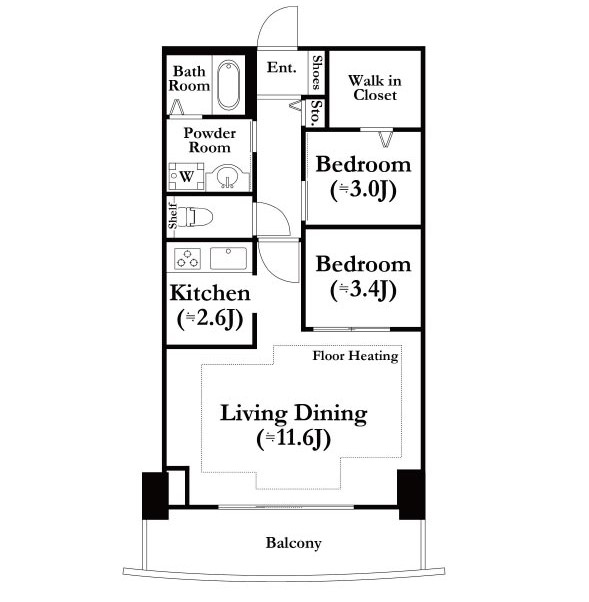 Bath
Room
Ent.
Shoes
Walk in
Closet
Sto.
Powder
Room
W
Bedroom
(≒3.0J)
Shelf
Bedroom
(≒3.4J)
Kitchen
(≒2.6J)
Floor Heating
Living Dining
(≒11.6J)
Balcony